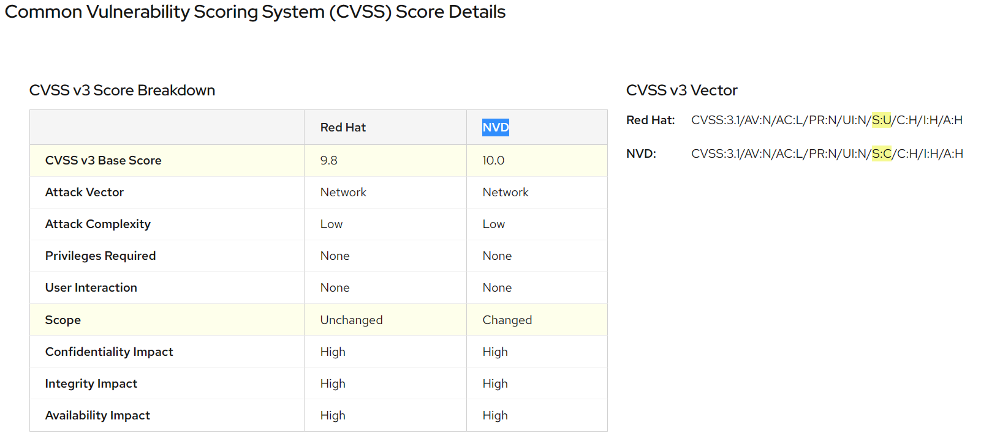 Common Vulnerability Scoring System (CVSS) Score Details
CVSS v3 Score Breakdown
Red Hat NVD
CVSS v3 Base Score 9.8 10.0
Attack Vector Network Network
Attack Complexity Low Low
Privileges Required None None
User Interaction None None
Scope Unchanged Changed
Confidentiality Impact High High
Integrity Impact High High
Availability Impact High High
CVSS v3 Vector
Red Hat: CVSS:3.1/AV:N/AC:L/PR:N/UI:N/S:U/C:H/I:H/A:H
NVD: CVSS:3.1/AV:N/AC:L/PR:N/UI:N/S:C/C:H/I:H/A:H